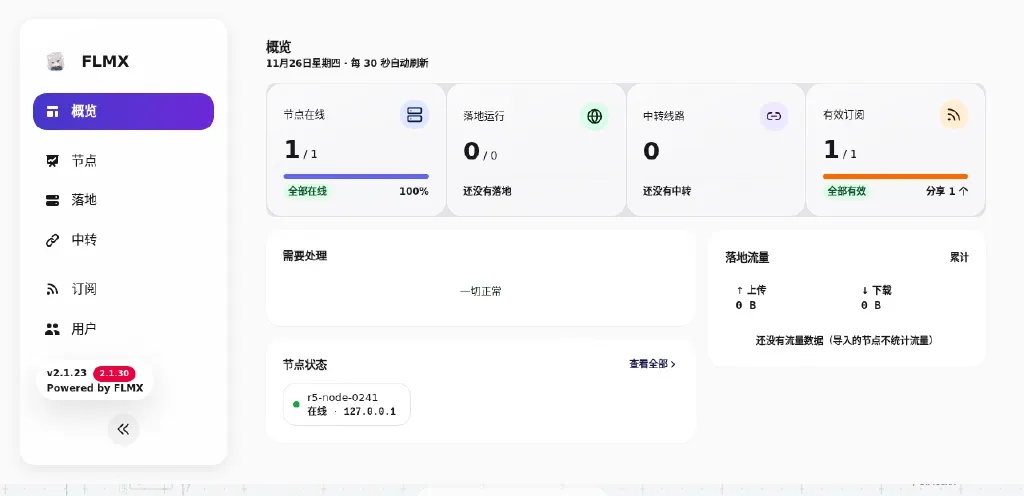 FLMX
概览
节点
落地
中转
订阅
用户
v2.1.23 2.1.30
Powered by FLMX
概览
11月26日星期四 · 每 30 秒自动刷新
节点在线
1 / 1
全部在线 100%
落地运行
0 / 0
还没有落地
中转线路
0
还没有中转
有效订阅
1 / 1
全部有效 分享 1 个
需要处理
一切正常
落地流量 累计
↑ 上传 ↓ 下载
0 B 0 B
还没有流量数据（导入的节点不统计流量）
节点状态 查看全部
r5-node-0241
在线 · 127.0.0.1